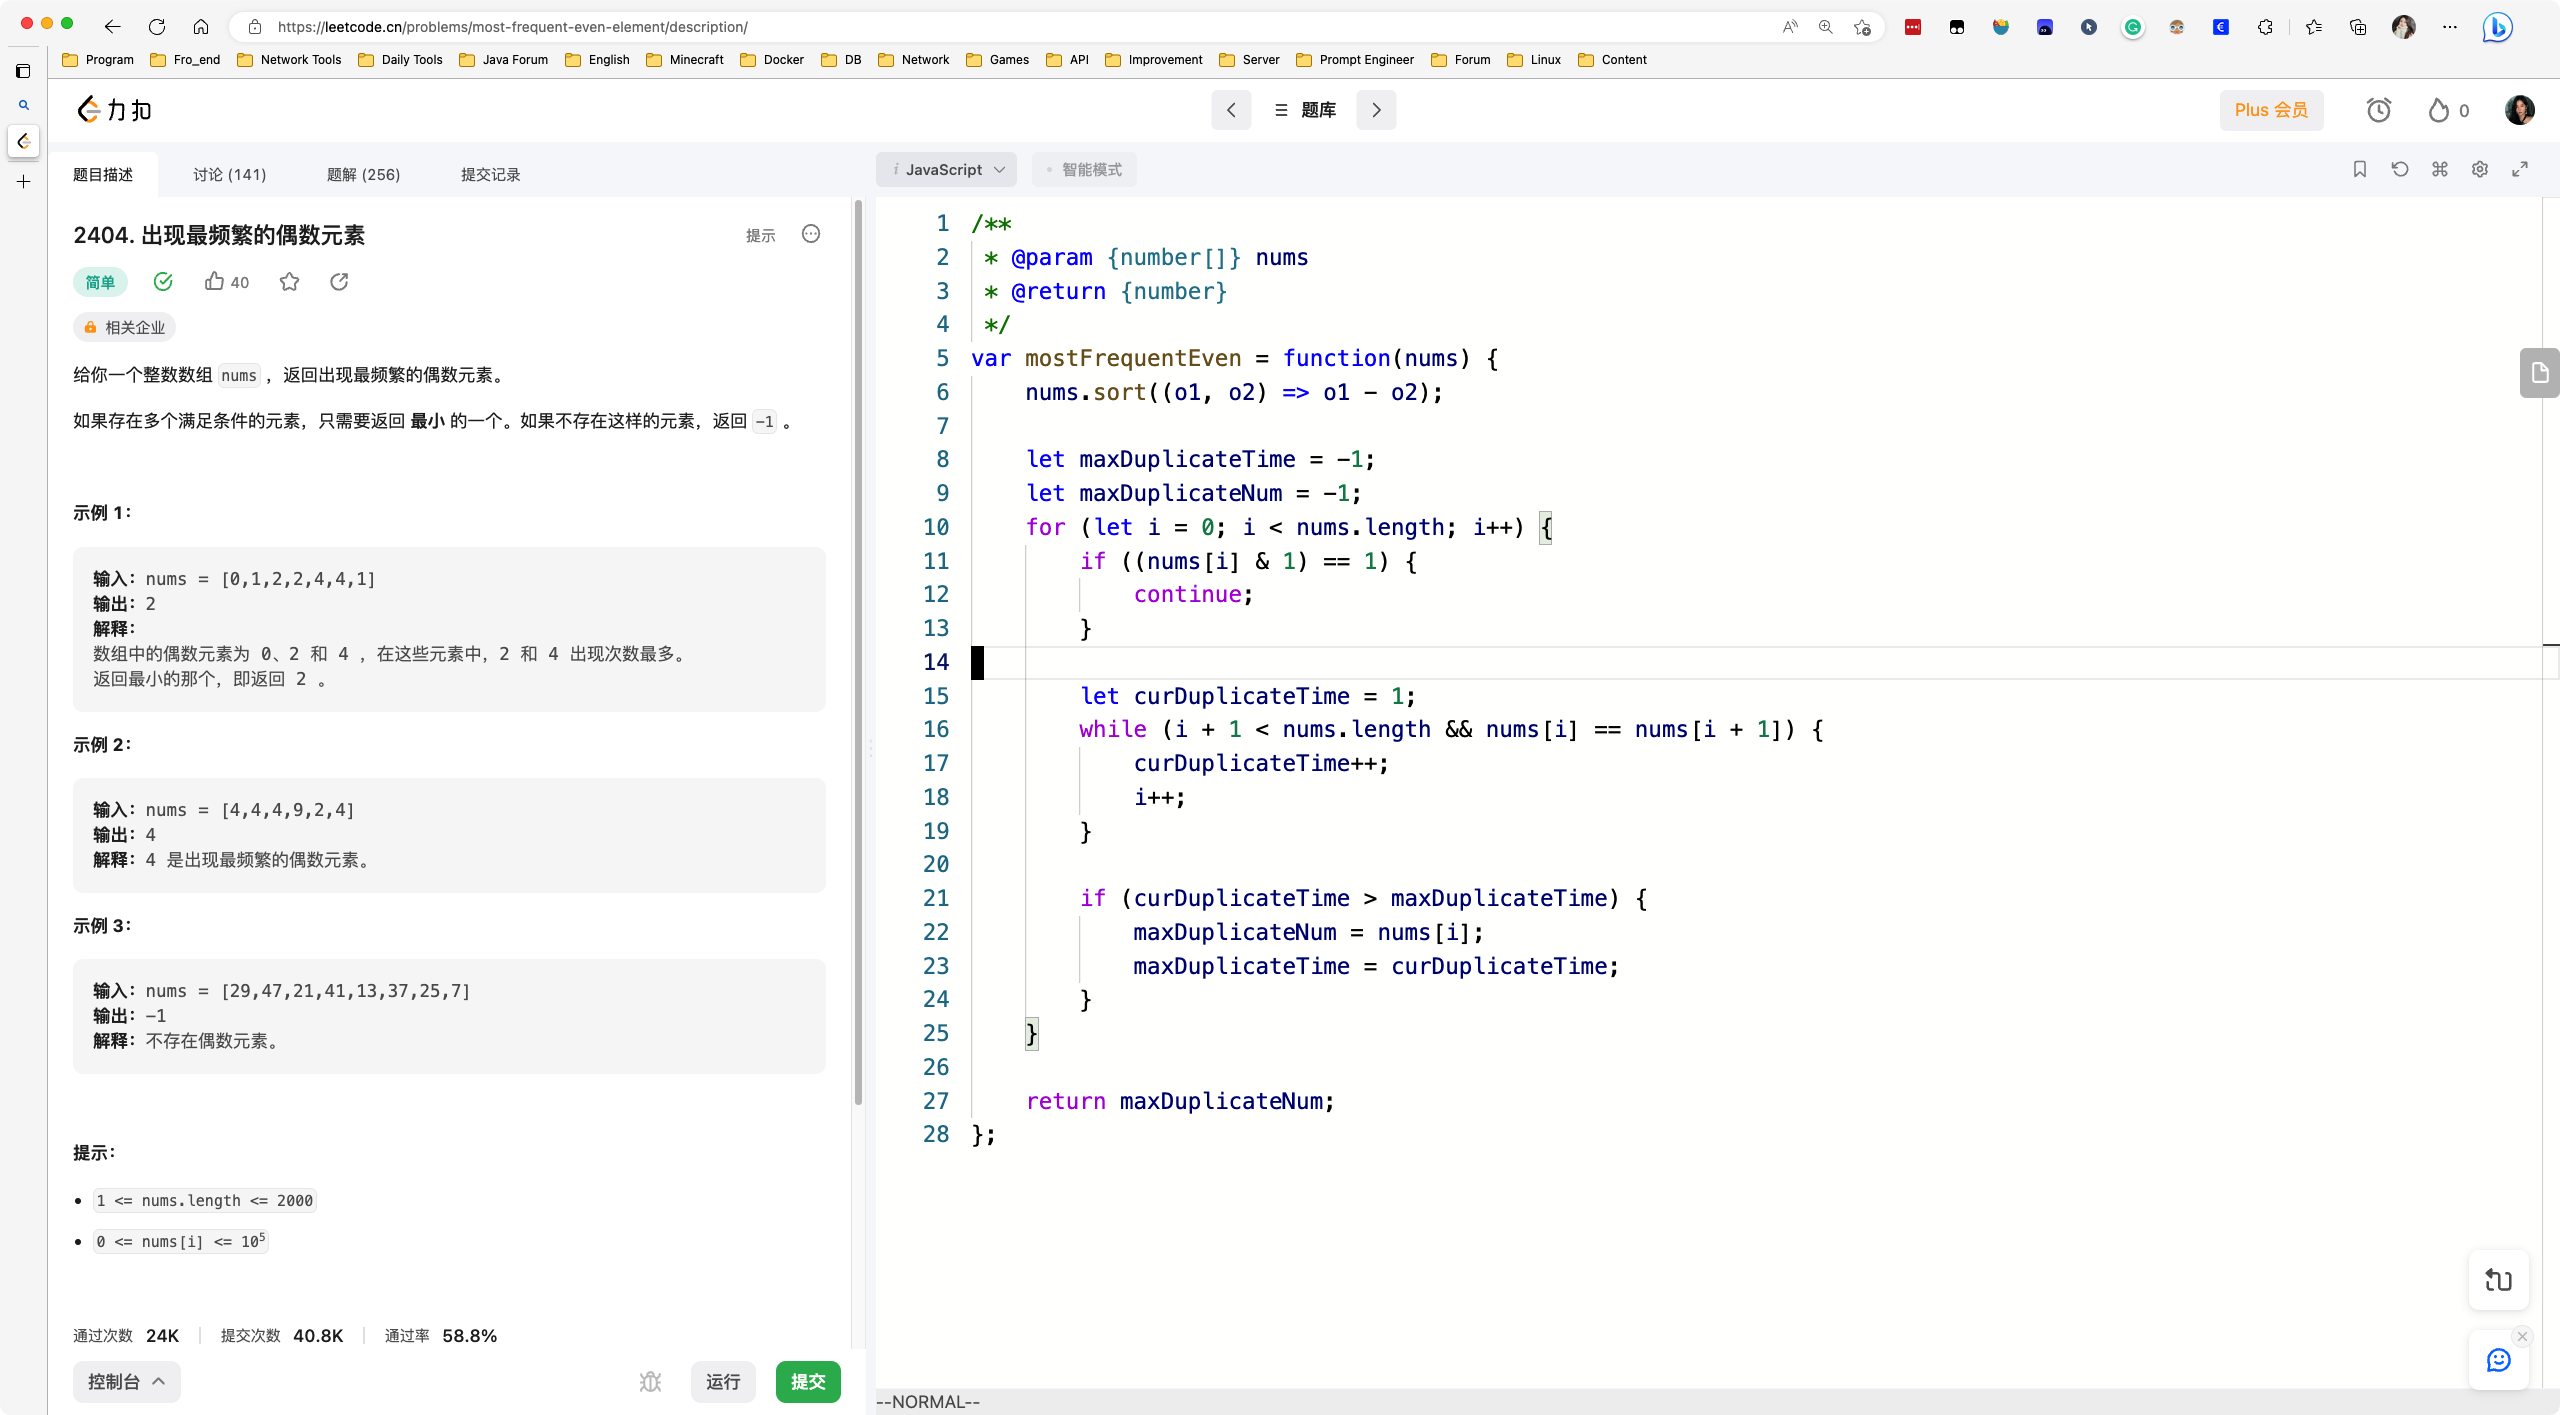 https://leetcode.cn/problems/most-frequent-even-element/description/
Program Fro_end Network Tools Daily Tools Java Forum English Minecraft Docker DB Network Games API Improvement Server Prompt Engineer Forum Linux Content
力扣
题库
Plus 会员
0
题目描述 讨论 (141) 题解 (256) 提交记录
2404. 出现最频繁的偶数元素
提示
简单 40
相关企业
给你一个整数数组 nums ，返回出现最频繁的偶数元素。
如果存在多个满足条件的元素，只需要返回 最小 的一个。如果不存在这样的元素，返回 -1 。
示例 1：
输入：nums = [0,1,2,2,4,4,1]
输出：2
解释：
数组中的偶数元素为 0、2 和 4 ，在这些元素中，2 和 4 出现次数最多。
返回最小的那个，即返回 2 。
示例 2：
输入：nums = [4,4,4,9,2,4]
输出：4
解释：4 是出现最频繁的偶数元素。
示例 3：
输入：nums = [29,47,21,41,13,37,25,7]
输出：-1
解释：不存在偶数元素。
提示：
1 <= nums.length <= 2000
0 <= nums[i] <= 10⁵
通过次数 24K 提交次数 40.8K 通过率 58.8%
控制台 运行 提交
i JavaScript 智能模式
1 /**
2 * @param {number[]} nums
3 * @return {number}
4 */
5 var mostFrequentEven = function(nums) {
6 nums.sort((o1, o2) => o1 - o2);
7
8 let maxDuplicateTime = -1;
9 let maxDuplicateNum = -1;
10 for (let i = 0; i < nums.length; i++) {
11 if ((nums[i] & 1) == 1) {
12 continue;
13 }
14
15 let curDuplicateTime = 1;
16 while (i + 1 < nums.length && nums[i] == nums[i + 1]) {
17 curDuplicateTime++;
18 i++;
19 }
20
21 if (curDuplicateTime > maxDuplicateTime) {
22 maxDuplicateNum = nums[i];
23 maxDuplicateTime = curDuplicateTime;
24 }
25 }
26
27 return maxDuplicateNum;
28 };
--NORMAL--